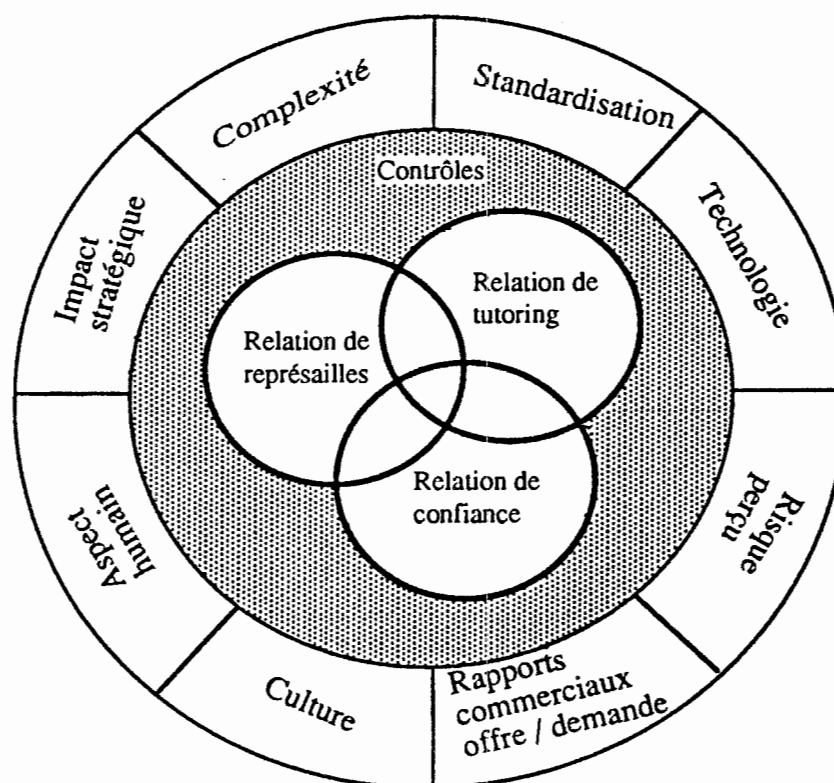 Complexité
Standardisation
Contrôles
Impact
stratégique
Technologie
Relation de
tutoring
Relation de
représailles
Relation de
confiance
Aspect
humain
Risque
perçu
Culture
Rapports
commerciaux
offre / demande